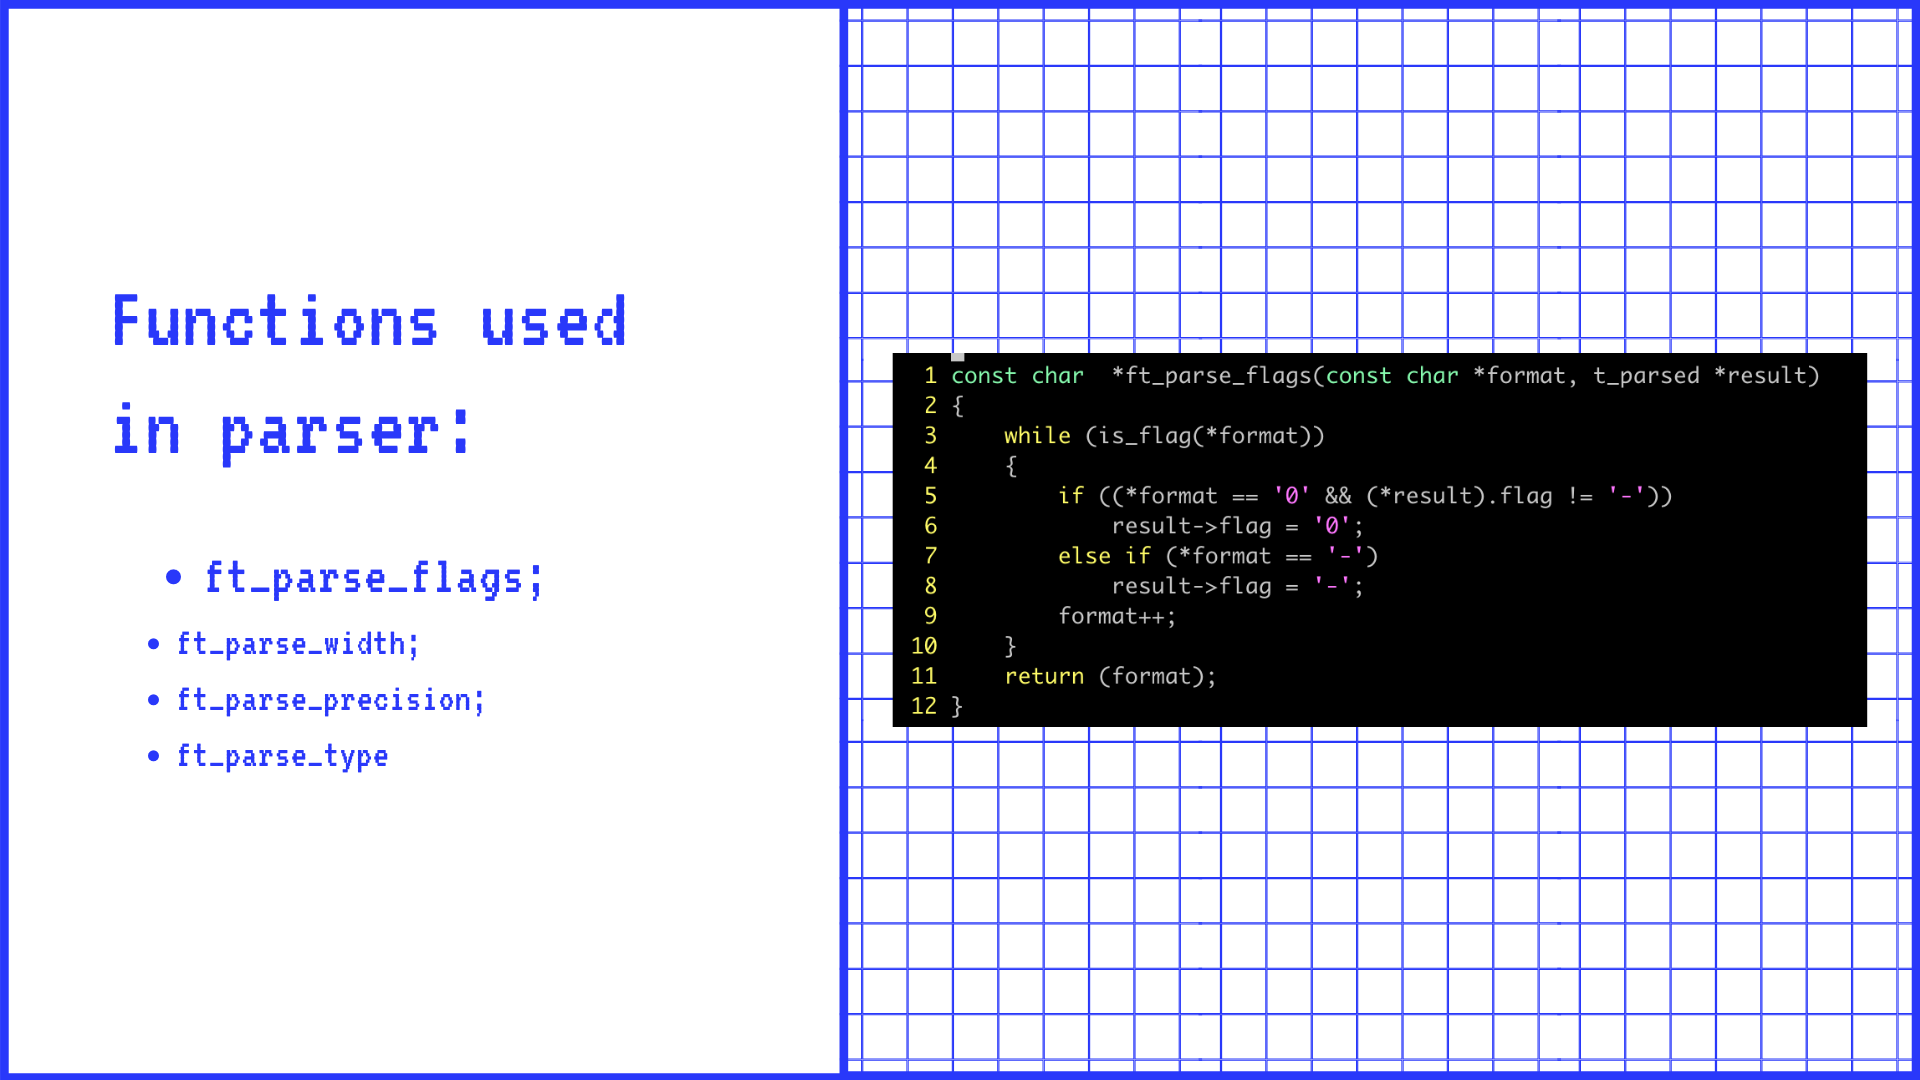 Functions used
in parser:
• ft_parse_flags;
• ft_parse_width;
• ft_parse_precision;
• ft_parse_type
1 const char  *ft_parse_flags(const char *format, t_parsed *result)
2 {
3     while (is_flag(*format))
4     {
5         if ((*format == '0' && (*result).flag != '-'))
6             result->flag = '0';
7         else if (*format == '-')
8             result->flag = '-';
9         format++;
10     }
11     return (format);
12 }